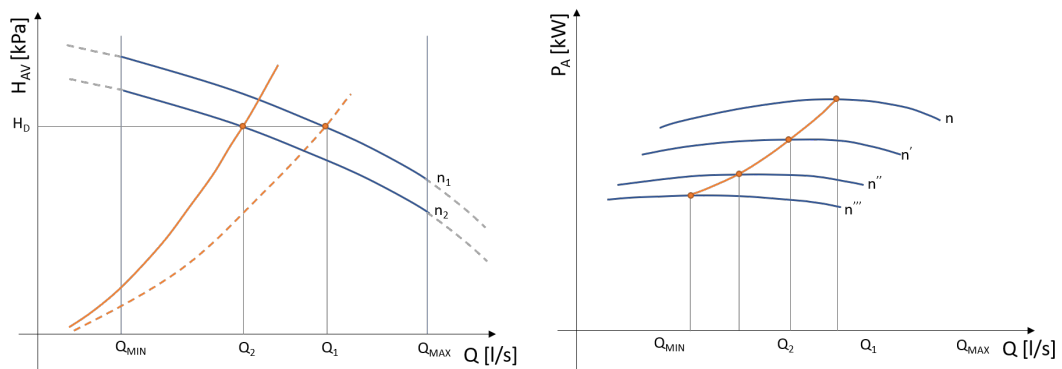 H_AV [kPa]
H_D
n_1
n_2
Q_MIN
Q_2
Q_1
Q_MAX
Q [l/s]
P_A [kW]
n
n'
n''
n'''
Q_MIN
Q_2
Q_1
Q_MAX
Q [l/s]